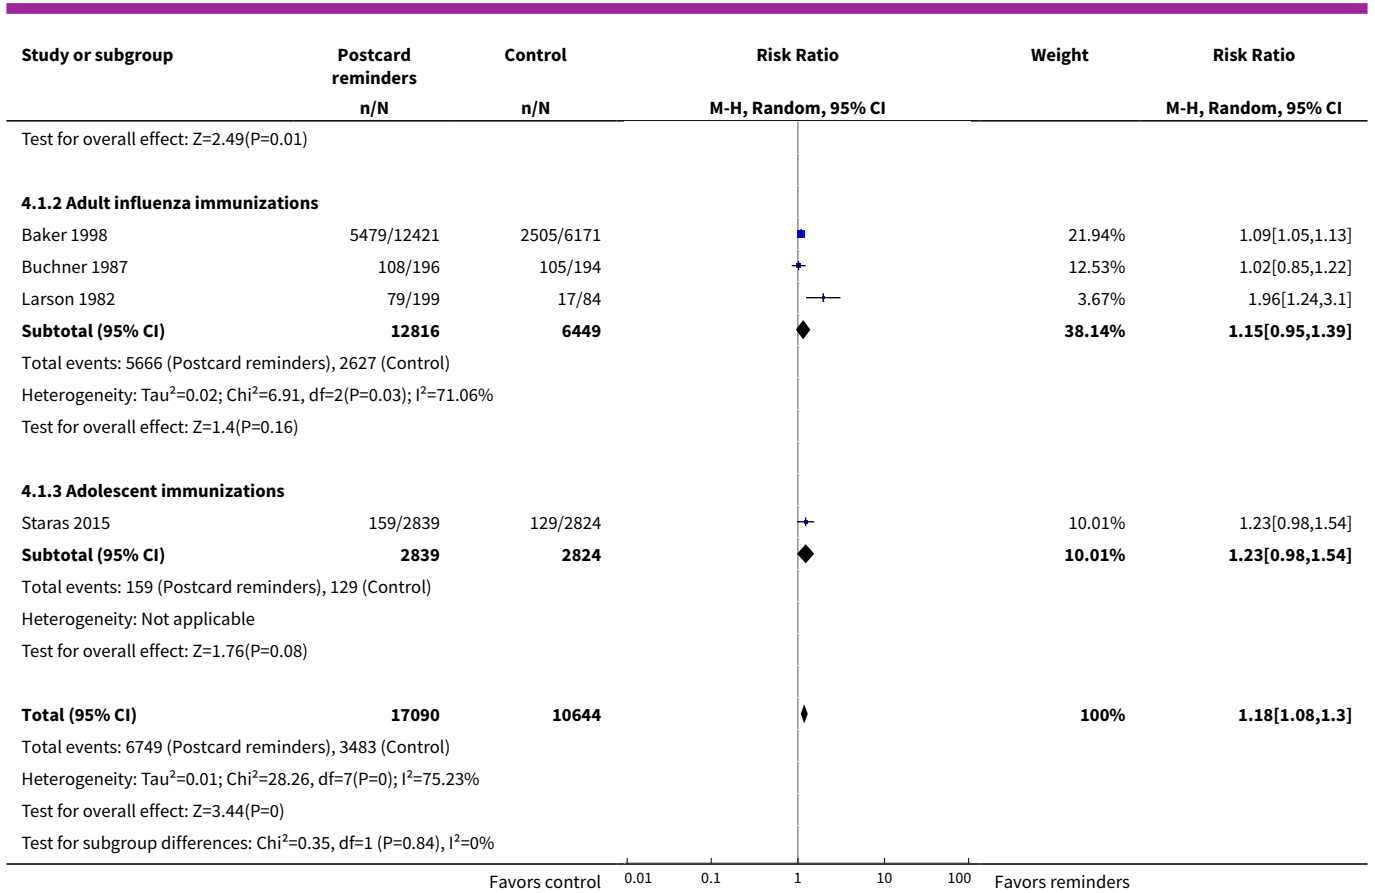 Study or subgroup Postcard reminders Control Risk Ratio Weight Risk Ratio
n/N n/N M-H, Random, 95% CI M-H, Random, 95% CI
Test for overall effect: Z=2.49(P=0.01)
4.1.2 Adult influenza immunizations
Baker 1998 5479/12421 2505/6171 21.94% 1.09[1.05,1.13]
Buchner 1987 108/196 105/194 12.53% 1.02[0.85,1.22]
Larson 1982 79/199 17/84 3.67% 1.96[1.24,3.1]
Subtotal (95% CI) 12816 6449 38.14% 1.15[0.95,1.39]
Total events: 5666 (Postcard reminders), 2627 (Control)
Heterogeneity: Tau²=0.02; Chi²=6.91, df=2(P=0.03); I²=71.06%
Test for overall effect: Z=1.4(P=0.16)
4.1.3 Adolescent immunizations
Staras 2015 159/2839 129/2824 10.01% 1.23[0.98,1.54]
Subtotal (95% CI) 2839 2824 10.01% 1.23[0.98,1.54]
Total events: 159 (Postcard reminders), 129 (Control)
Heterogeneity: Not applicable
Test for overall effect: Z=1.76(P=0.08)
Total (95% CI) 17090 10644 100% 1.18[1.08,1.3]
Total events: 6749 (Postcard reminders), 3483 (Control)
Heterogeneity: Tau²=0.01; Chi²=28.26, df=7(P=0); I²=75.23%
Test for overall effect: Z=3.44(P=0)
Test for subgroup differences: Chi²=0.35, df=1 (P=0.84), I²=0%
Favors control 0.01 0.1 1 10 100 Favors reminders